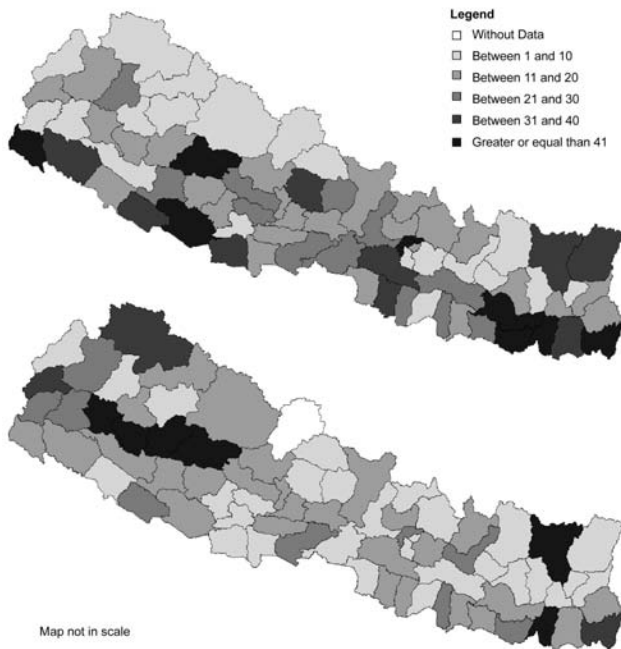 Legend
Without Data
Between 1 and 10
Between 11 and 20
Between 21 and 30
Between 31 and 40
Greater or equal than 41
Map not in scale